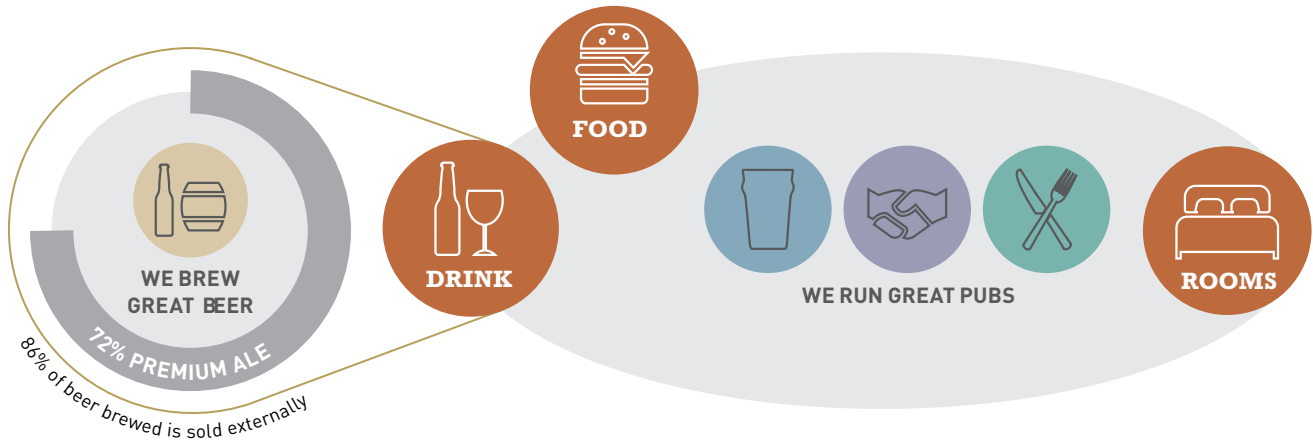 WE BREW
GREAT BEER
72% PREMIUM ALE
86% of beer brewed is sold externally
DRINK
FOOD
WE RUN GREAT PUBS
ROOMS